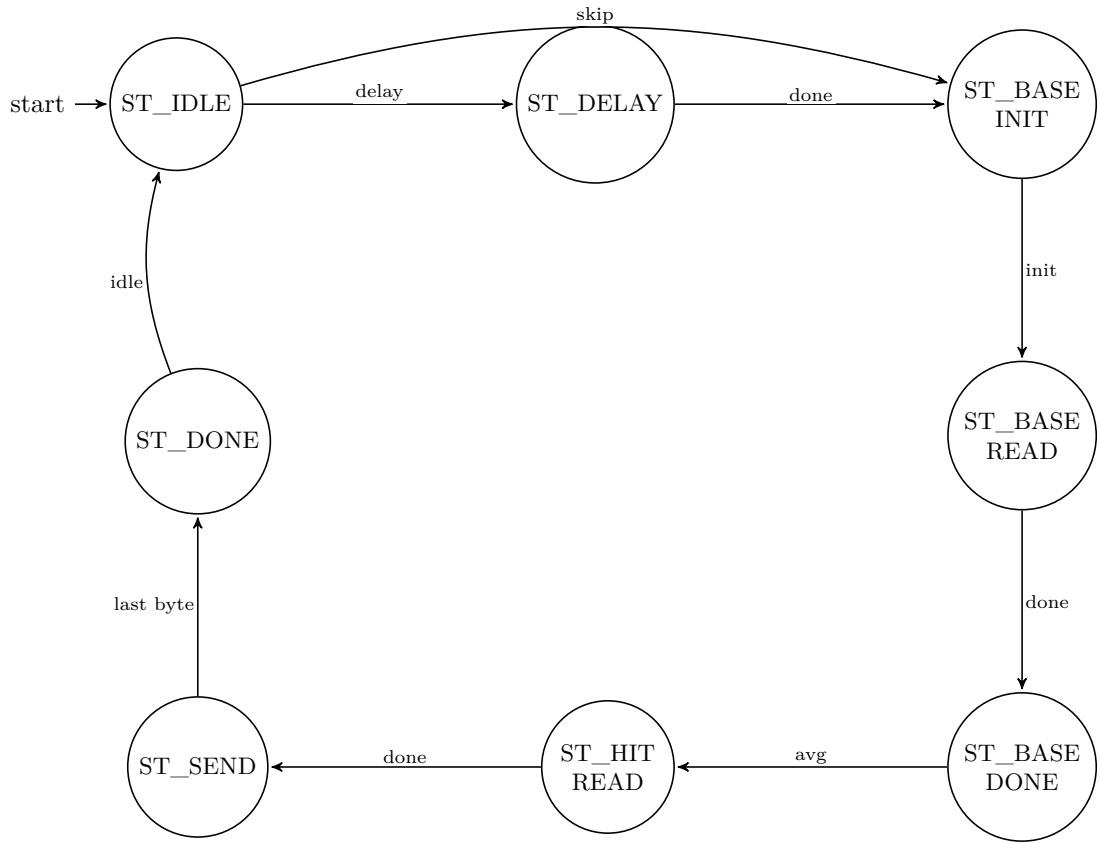 skip
start
ST_IDLE
delay
ST_DELAY
done
ST_BASE
INIT
init
idle
ST_DONE
ST_BASE
READ
last byte
done
ST_SEND
done
ST_HIT
READ
avg
ST_BASE
DONE